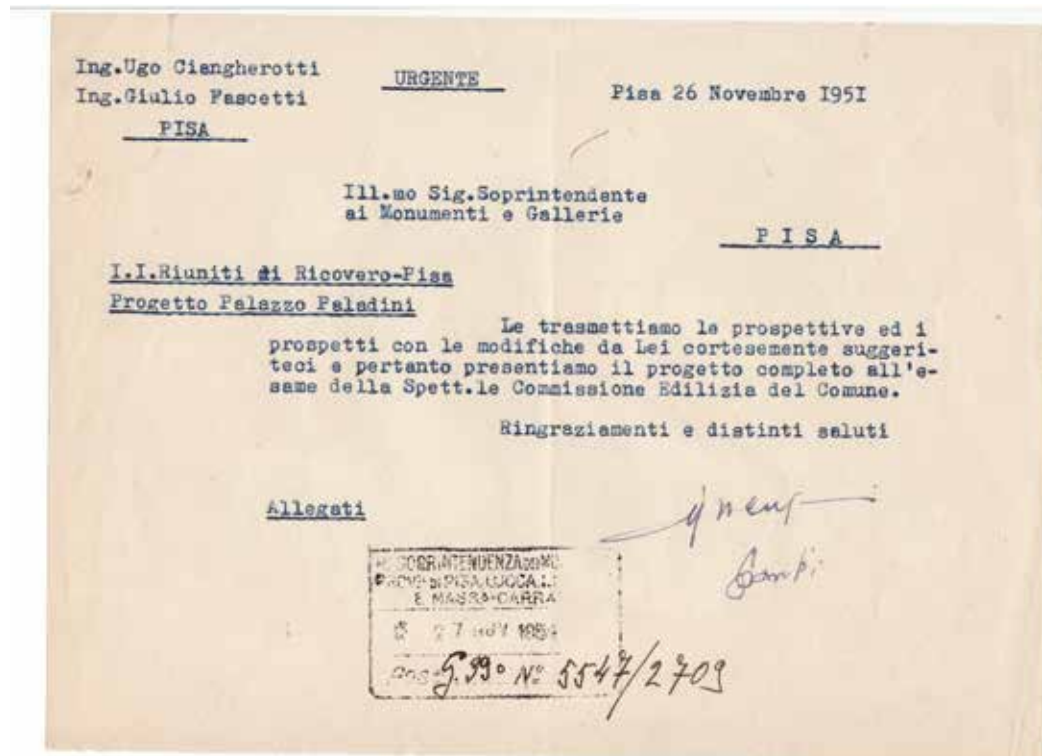 Ing.Ugo Ciangherotti
Ing.Giulio Fascetti
PISA
URGENTE
Pisa 26 Novembre I95I
Ill.mo Sig.Soprintendente
ai Monumenti e Gallerie
P I S A
I.I.Riuniti di Ricovero-Pisa
Progetto Palazzo Paladini
Le trasmettiamo le prospettive ed i
prospetti con le modifiche da Lei cortesemente suggeri-
teci e pertanto presentiamo il progetto completo all'e-
same della Spett.le Commissione Edilizia del Comune.
Ringraziamenti e distinti saluti
Allegati
SOPRINTENDENZA
PISA LUCCA
E MASSA-CARRA
27 NOV
Nº 5547/2709